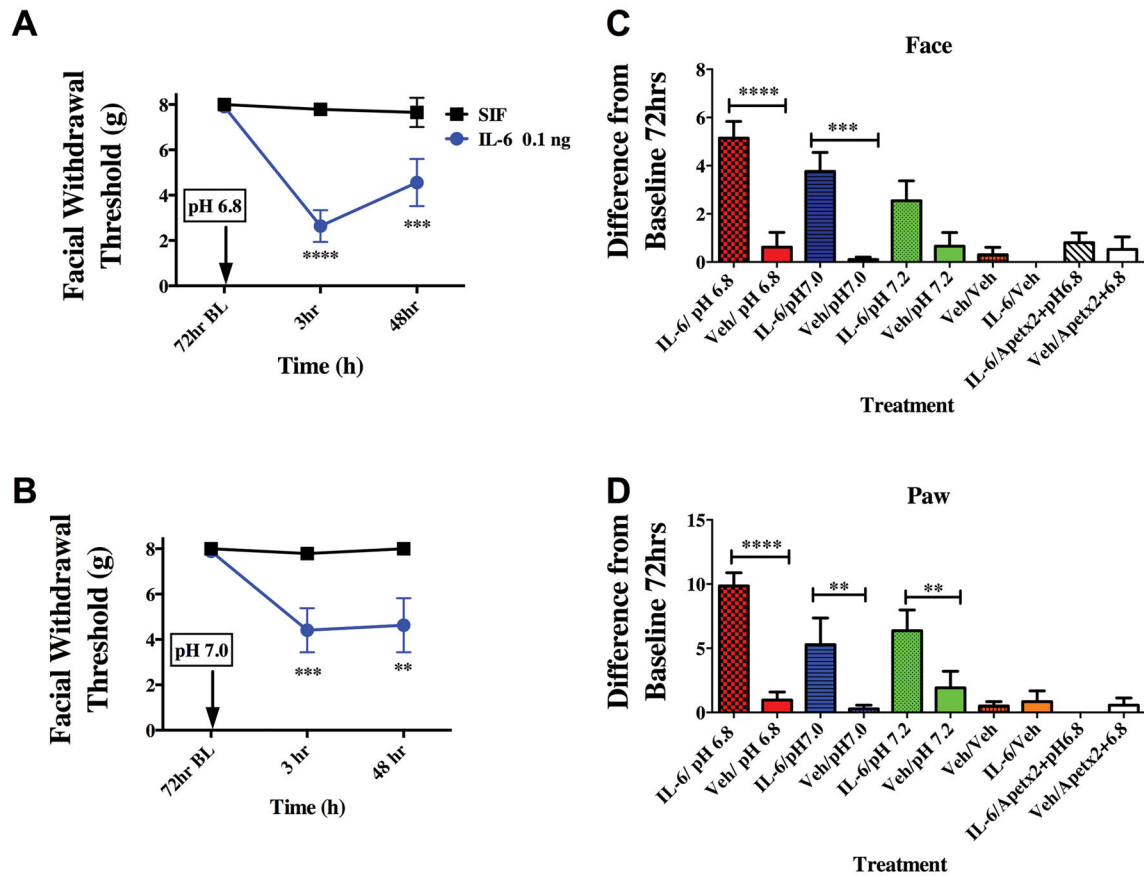 A
Facial Withdrawal
Threshold (g)
8
6
4
2
0
pH 6.8
****
***
SIF
IL-6 0.1 ng
72hr BL
3hr
48hr
Time (h)
B
Facial Withdrawal
Threshold (g)
8
6
4
2
0
pH 7.0
***
**
72hr BL
3 hr
48 hr
Time (h)
C
Face
Difference from
Baseline 72hrs
8
6
4
2
0
****
***
IL-6/ pH 6.8
Veh/ pH 6.8
IL-6/pH7.0
Veh/pH7.0
IL-6/pH 7.2
Veh/pH 7.2
Veh/Veh
IL-6/Veh
IL-6/Apetx2+pH6.8
Veh/Apetx2+6.8
Treatment
D
Paw
Difference from
Baseline 72hrs
15
10
5
0
****
**
**
IL-6/ pH 6.8
Veh/ pH 6.8
IL-6/pH7.0
Veh/pH7.0
IL-6/pH 7.2
Veh/pH 7.2
Veh/Veh
IL-6/Veh
IL-6/Apetx2+pH6.8
Veh/Apetx2+6.8
Treatment